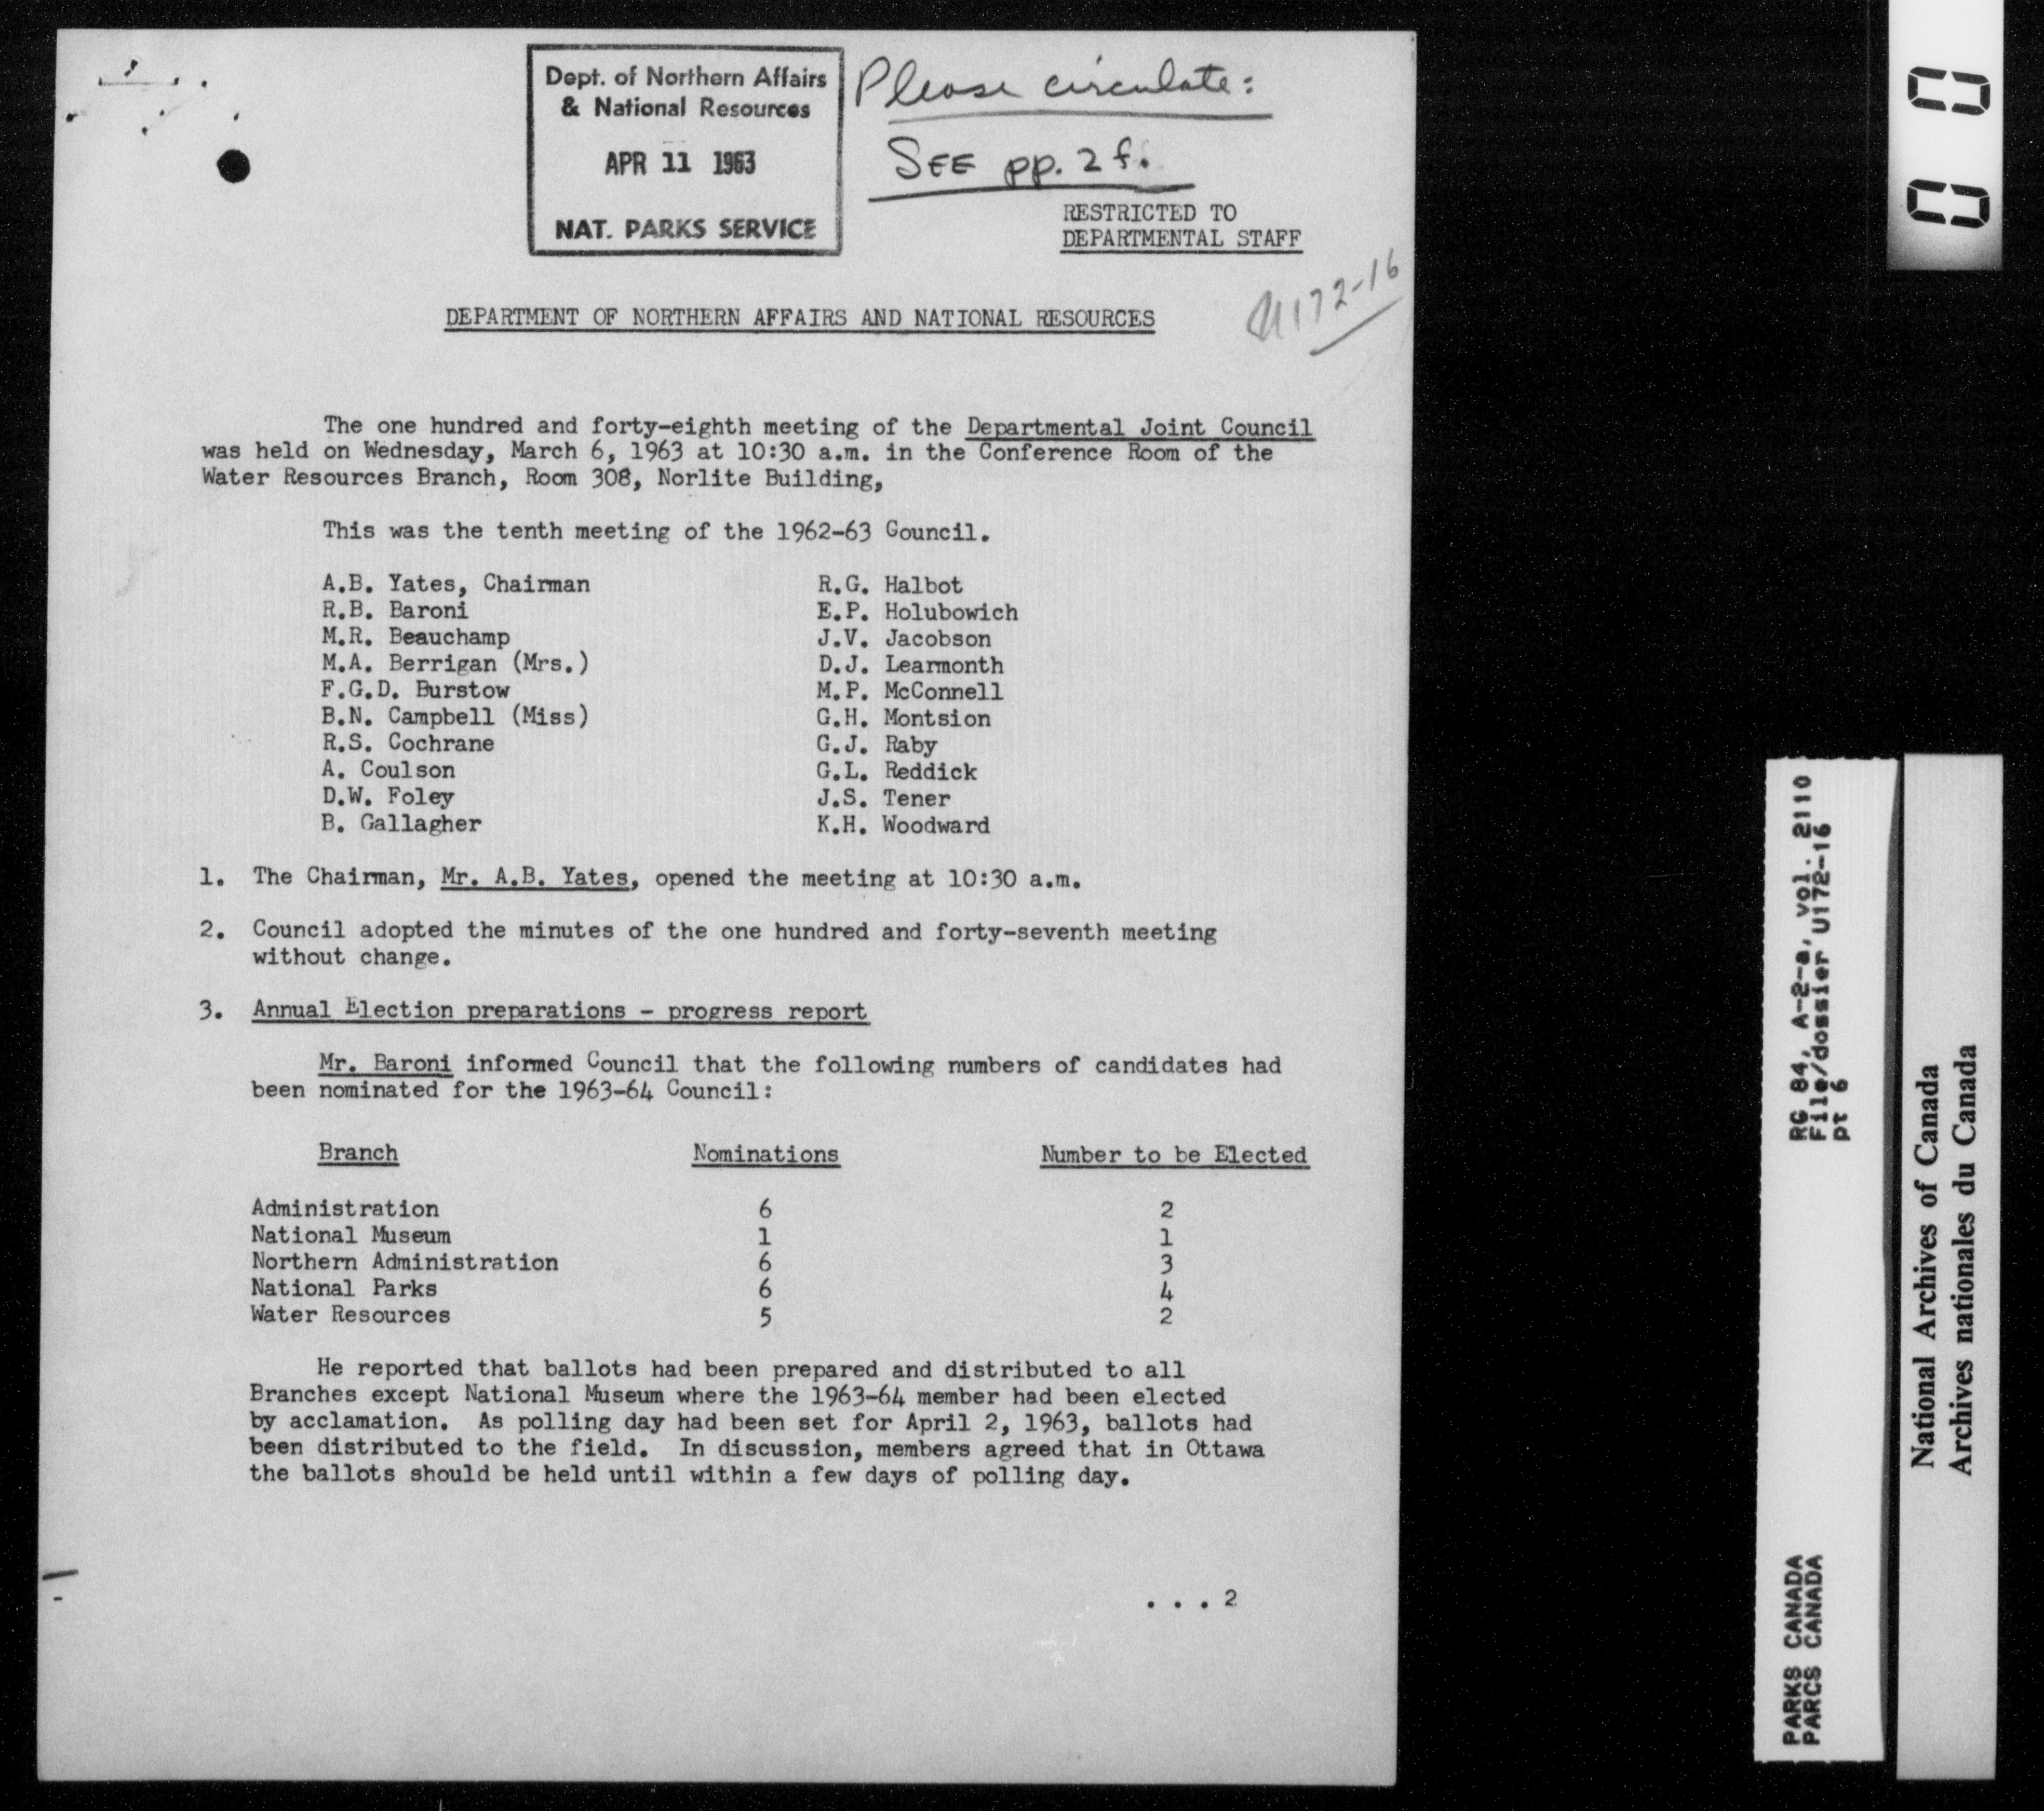 Dept. of Northern Affairs
& National Resources
APR 11 1963
NAT. PARKS SERVICE
Please circulate:
SEE pp. 2 f.
RESTRICTED TO
DEPARTMENTAL STAFF
U172-16
DEPARTMENT OF NORTHERN AFFAIRS AND NATIONAL RESOURCES
The one hundred and forty-eighth meeting of the Departmental Joint Council
was held on Wednesday, March 6, 1963 at 10:30 a.m. in the Conference Room of the
Water Resources Branch, Room 308, Norlite Building,
This was the tenth meeting of the 1962-63 Council.
A.B. Yates, Chairman
R.B. Baroni
M.R. Beauchamp
M.A. Berrigan (Mrs.)
F.G.D. Burstow
B.N. Campbell (Miss)
R.S. Cochrane
A. Coulson
D.W. Foley
B. Gallagher
R.G. Halbot
E.P. Holubowich
J.V. Jacobson
D.J. Learmonth
M.P. McConnell
G.H. Montsion
G.J. Raby
G.L. Reddick
J.S. Tener
K.H. Woodward
1. The Chairman, Mr. A.B. Yates, opened the meeting at 10:30 a.m.
2. Council adopted the minutes of the one hundred and forty-seventh meeting
without change.
3. Annual Election preparations - progress report
Mr. Baroni informed Council that the following numbers of candidates had
been nominated for the 1963-64 Council:
Branch Nominations Number to be Elected
Administration 6 2
National Museum 1 1
Northern Administration 6 3
National Parks 6 4
Water Resources 5 2
He reported that ballots had been prepared and distributed to all
Branches except National Museum where the 1963-64 member had been elected
by acclamation. As polling day had been set for April 2, 1963, ballots had
been distributed to the field. In discussion, members agreed that in Ottawa
the ballots should be held until within a few days of polling day.
...2
00
RG 84, A-2-a, vol. 2110
File/dossier U172-16
pt 6
PARKS CANADA
PARCS CANADA
National Archives of Canada
Archives nationales du Canada